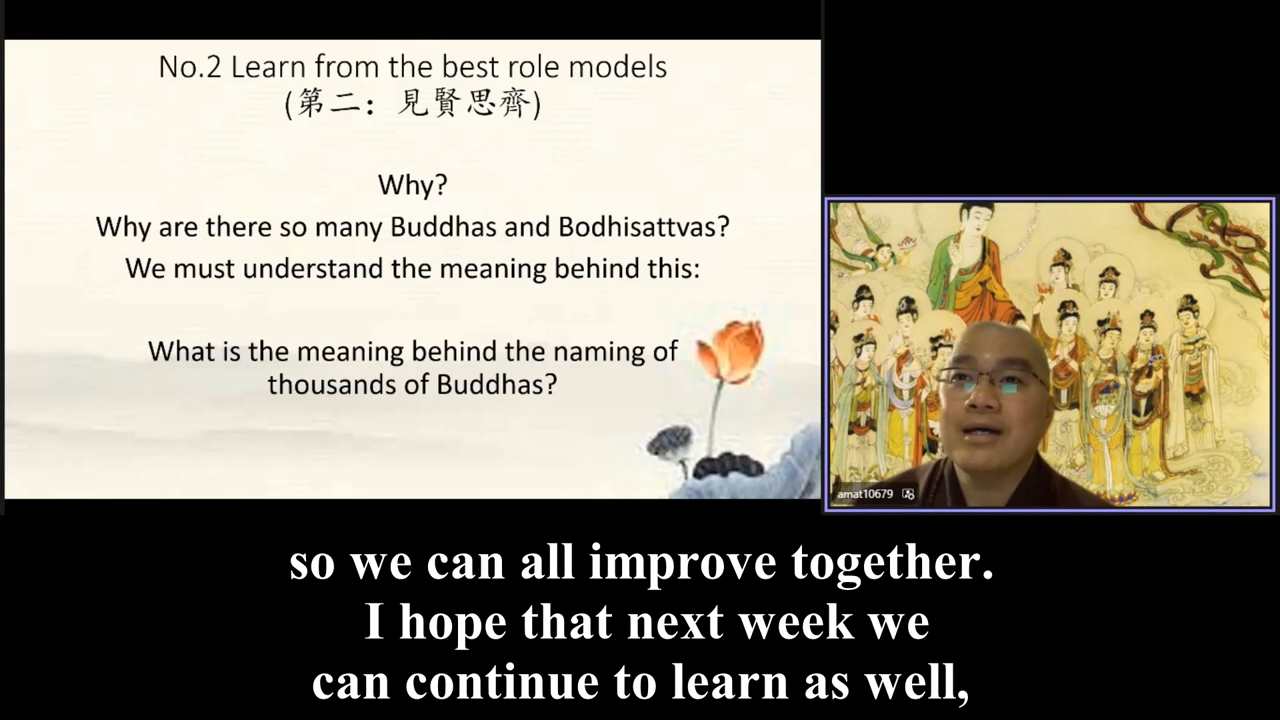 No.2 Learn from the best role models
(第二：見賢思齊)
Why?
Why are there so many Buddhas and Bodhisattvas?
We must understand the meaning behind this:
What is the meaning behind the naming of
thousands of Buddhas?
amat10679
so we can all improve together.
I hope that next week we
can continue to learn as well,